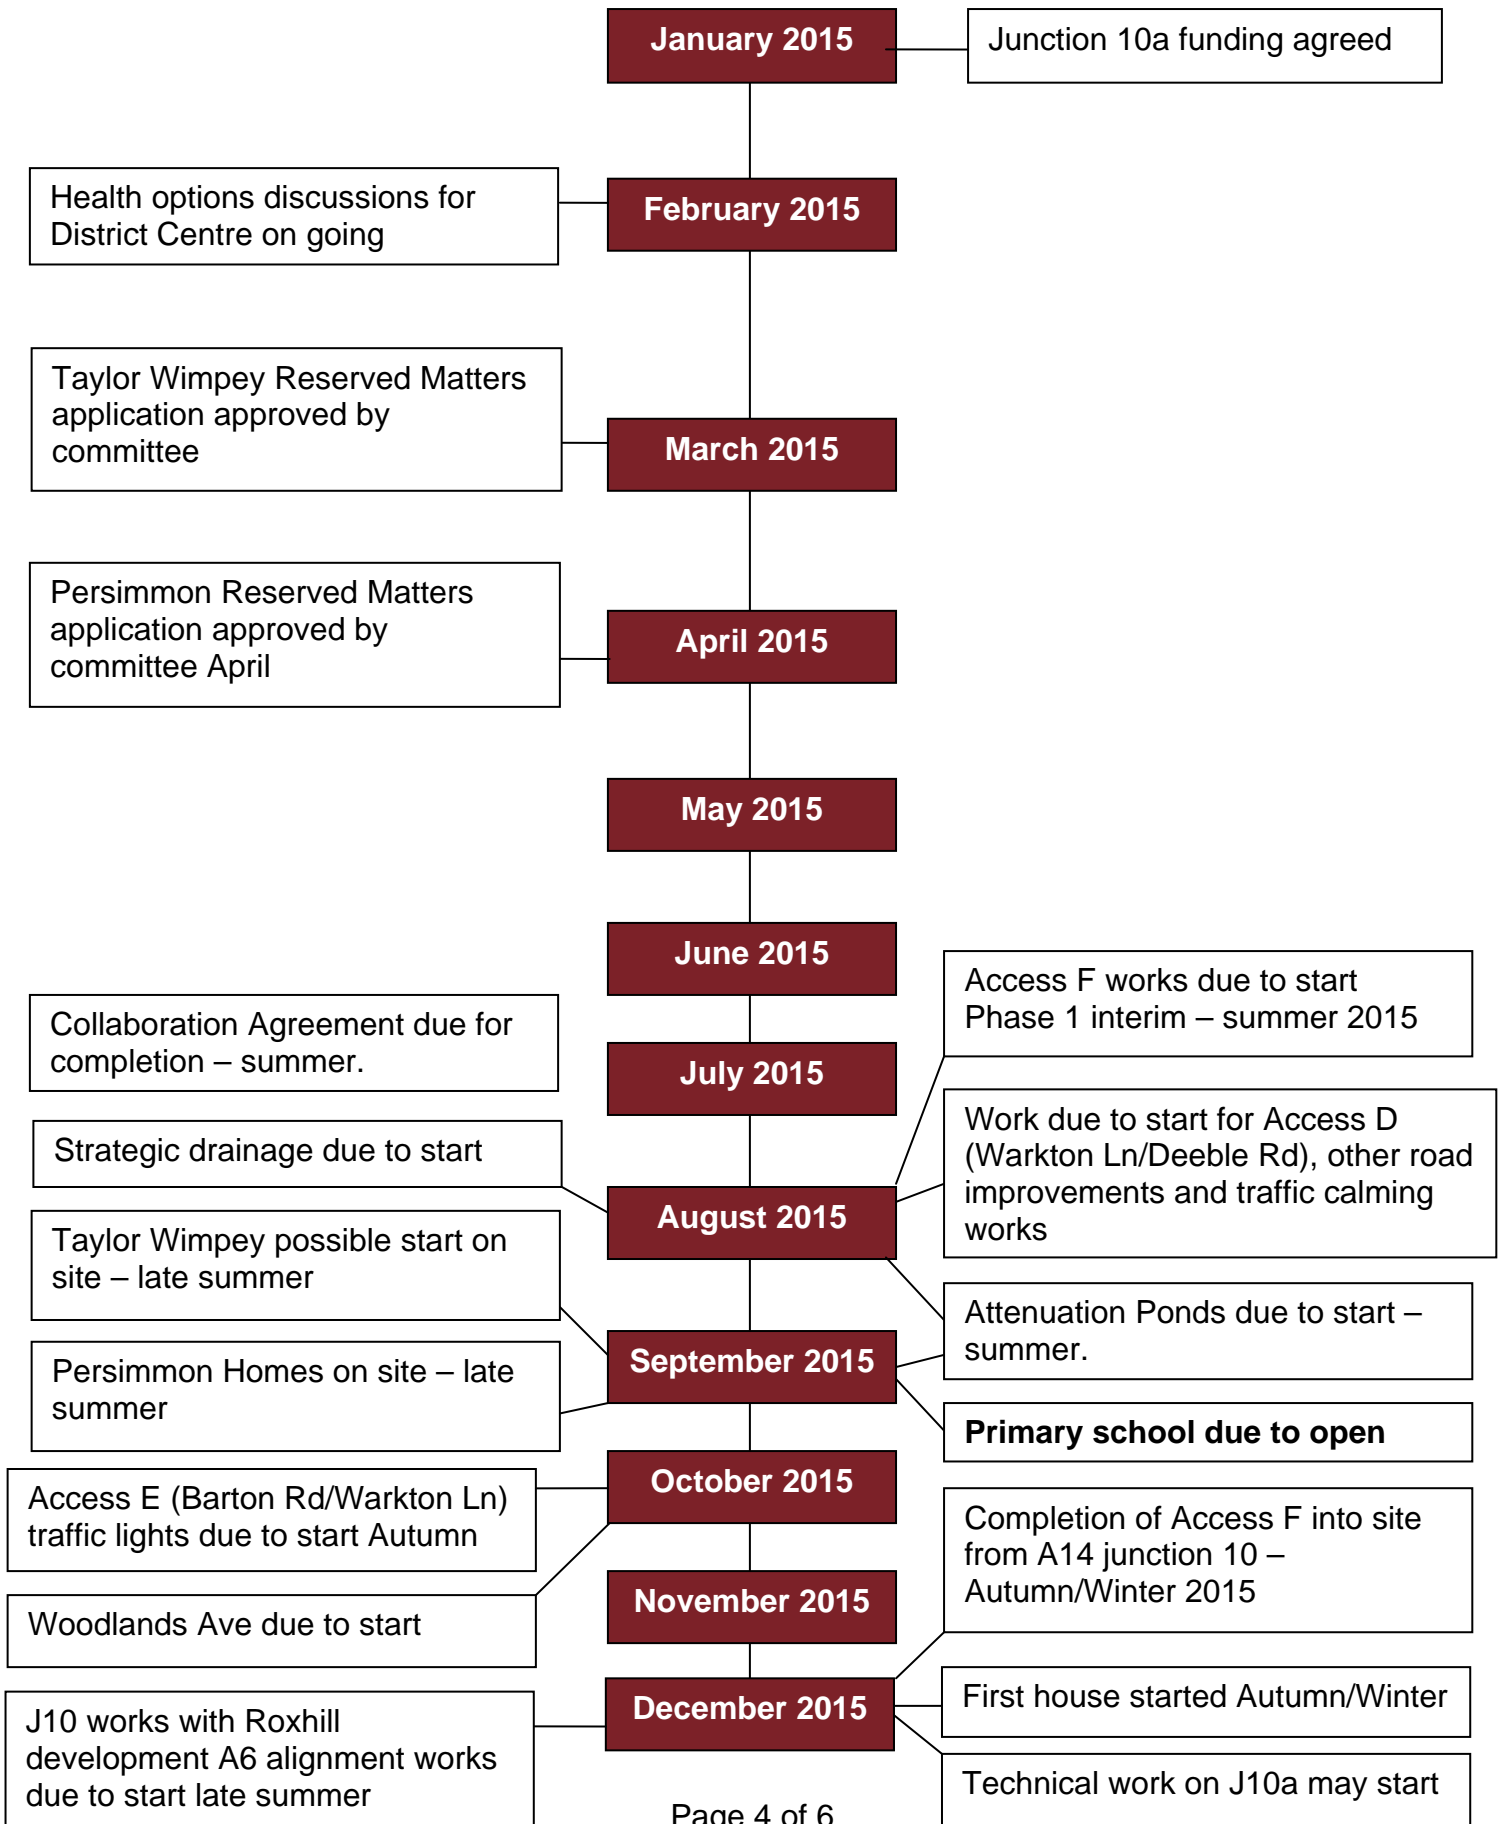 January 2015
Junction 10a funding agreed
Health options discussions for
District Centre on going
February 2015
Taylor Wimpey Reserved Matters
application approved by
committee
March 2015
Persimmon Reserved Matters
application approved by
committee April
April 2015
May 2015
June 2015
Access F works due to start
Phase 1 interim – summer 2015
Collaboration Agreement due for
completion – summer.
July 2015
Work due to start for Access D
(Warkton Ln/Deeble Rd), other road
improvements and traffic calming
works
Strategic drainage due to start
August 2015
Taylor Wimpey possible start on
site – late summer
Attenuation Ponds due to start –
summer.
September 2015
Persimmon Homes on site – late
summer
Primary school due to open
October 2015
Access E (Barton Rd/Warkton Ln)
traffic lights due to start Autumn
Completion of Access F into site
from A14 junction 10 –
Autumn/Winter 2015
November 2015
Woodlands Ave due to start
December 2015
First house started Autumn/Winter
J10 works with Roxhill
development A6 alignment works
due to start late summer
Technical work on J10a may start
Page 4 of 6